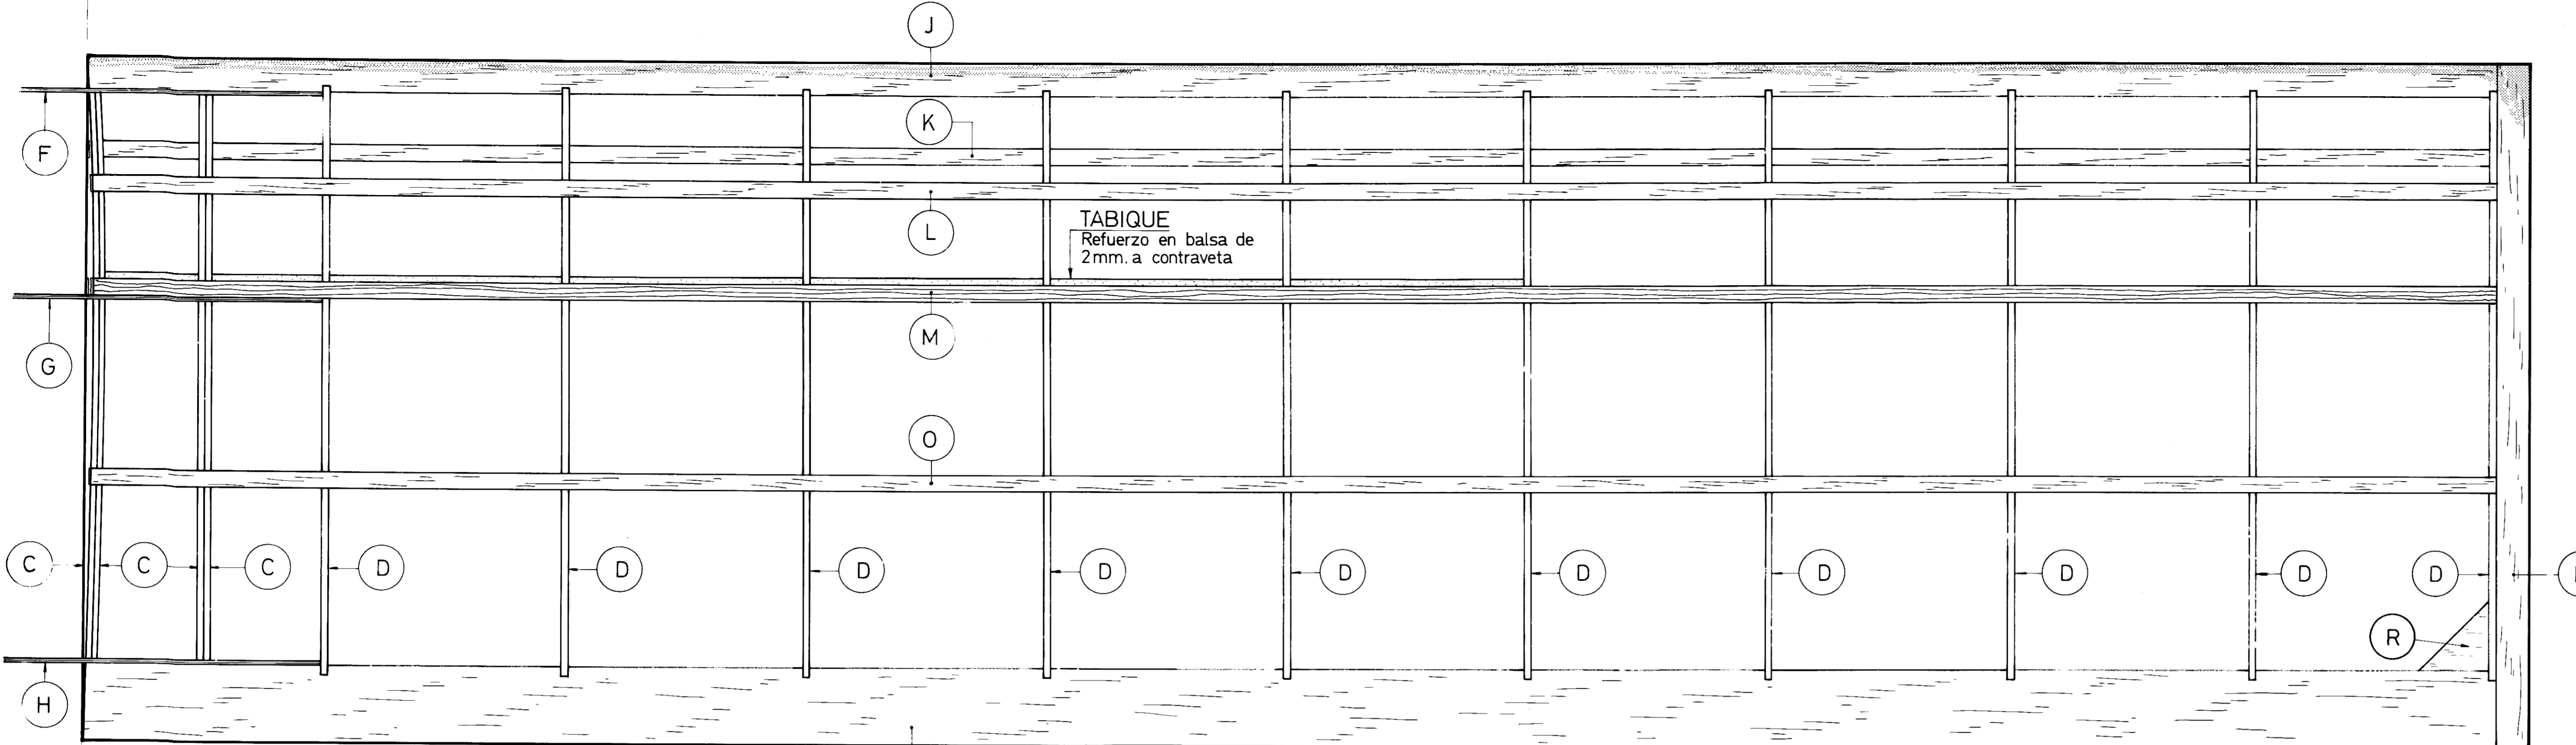 J
K
F
L
TABIQUE
Refuerzo en balsa de
2mm. a contraveta
M
G
O
C C C D D D D D D D D D D
R
H